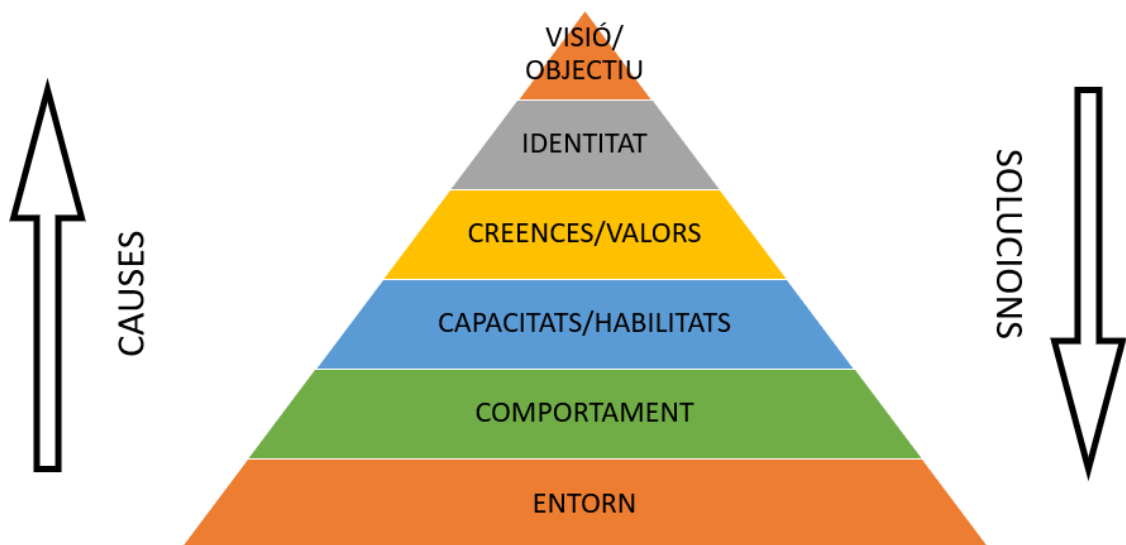 VISIÓ/
OBJECTIU
IDENTITAT
CREENCES/VALORS
CAPACITATS/HABILITATS
COMPORTAMENT
ENTORN
CAUSES
SOLUCIONS